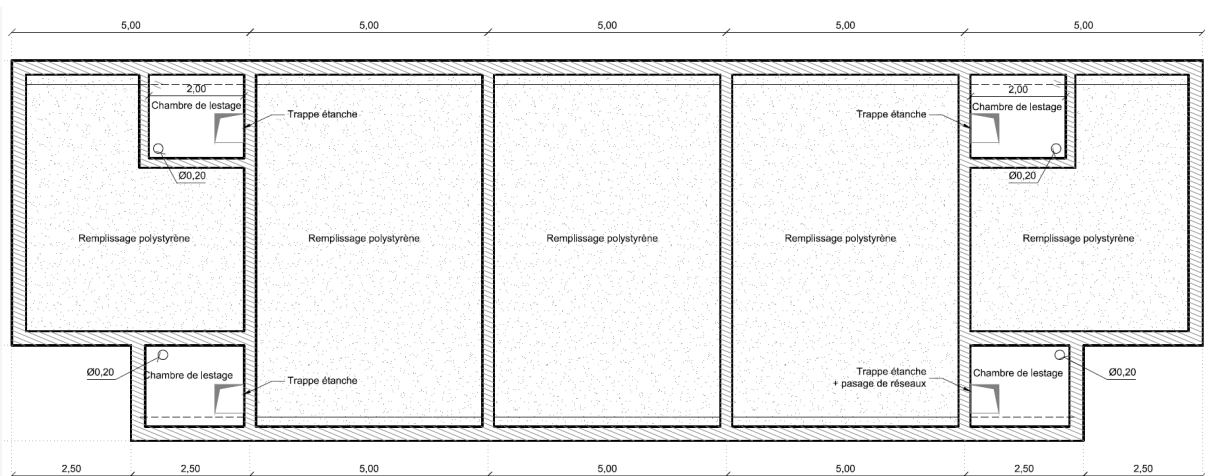 5,00 5,00 5,00 5,00 5,00
2,00 2,00
Chambre de lestage Chambre de lestage
Trappe étanche Trappe étanche
Ø0,20 Ø0,20
Remplissage polystyrène Remplissage polystyrène Remplissage polystyrène Remplissage polystyrène Remplissage polystyrène
Ø0,20 Chambre de lestage Trappe étanche Trappe étanche Chambre de lestage Ø0,20
+ pasage de réseaux
2,50 2,50 5,00 5,00 5,00 2,50 2,50